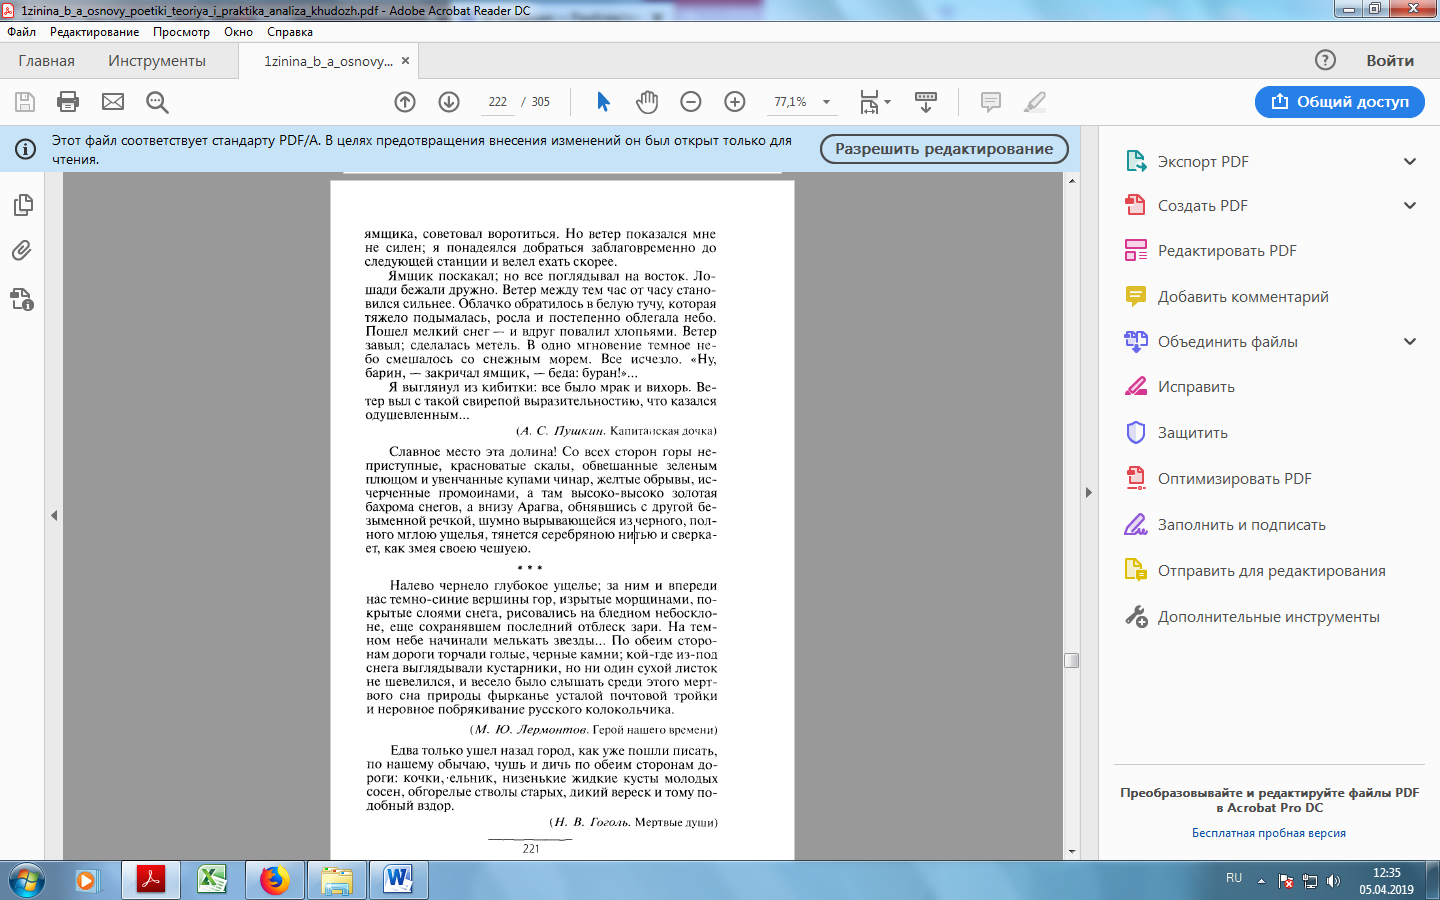 1zinina_b_a_osnovy_poetiki_teoriya_i_praktika_analiza_khudozh.pdf - Adobe Acrobat Reader DC
Файл Редактирование Просмотр Окно Справка
Главная Инструменты 1zinina_b_a_osnovy... × Войти
222 / 305 77,1% Общий доступ
Этот файл соответствует стандарту PDF/A. В целях предотвращения внесения изменений он был открыт только для
чтения.
Разрешить редактирование
ямщика, советовал воротиться. Но ветер показался мне
не силен; я понадеялся добраться заблаговременно до
следующей станции и велел ехать скорее.
Ямщик поскакал; но все поглядывал на восток. Ло-
шади бежали дружно. Ветер между тем час от часу стано-
вился сильнее. Облачко обратилось в белую тучу, которая
тяжело подымалась, росла и постепенно облегала небо.
Пошел мелкий снег — и вдруг повалил хлопьями. Ветер
завыл; сделалась метель. В одно мгновение темное не-
бо смешалось со снежным морем. Все исчезло. «Ну,
барин, — закричал ямщик, — беда: буран!»...
Я выглянул из кибитки: все было мрак и вихорь. Ве-
тер выл с такой свирепой выразительностию, что казался
одушевленным...
(А. С. Пушкин. Капитанская дочка)
Славное место эта долина! Со всех сторон горы не-
приступные, красноватые скалы, обвешанные зеленым
плющом и увенчанные купами чинар, желтые обрывы, ис-
черченные промоинами, а там высоко-высоко золотая
бахрома снегов, а внизу Арагва, обнявшись с другой бе-
зыменной речкой, шумно вырывающейся из черного, пол-
ного мглою ущелья, тянется серебряною нитью и сверка-
ет, как змея своею чешуею.
* * *
Налево чернело глубокое ущелье; за ним и впереди
нас темно-синие вершины гор, изрытые морщинами, по-
крытые слоями снега, рисовались на бледном небоскло-
не, еще сохранявшем последний отблеск зари. На тем-
ном небе начинали мелькать звезды... По обеим сторо-
нам дороги торчали голые, черные камни; кой-где из-под
снега выглядывали кустарники, но ни один сухой листок
не шевелился, и весело было слышать среди этого мерт-
вого сна природы фырканье усталой почтовой тройки
и неровное побрякивание русского колокольчика.
(М. Ю. Лермонтов. Герой нашего времени)
Едва только ушел назад город, как уже пошли писать,
по нашему обычаю, чушь и дичь по обеим сторонам до-
роги: кочки, ельник, низенькие жидкие кусты молодых
сосен, обгорелые стволы старых, дикий вереск и тому по-
добный вздор.
(Н. В. Гоголь. Мертвые души)
221
Экспорт PDF
Создать PDF
Редактировать PDF
Добавить комментарий
Объединить файлы
Исправить
Защитить
Оптимизировать PDF
Заполнить и подписать
Отправить для редактирования
Дополнительные инструменты
Преобразовывайте и редактируйте файлы PDF
в Acrobat Pro DC
Бесплатная пробная версия
RU
12:35
05.04.2019